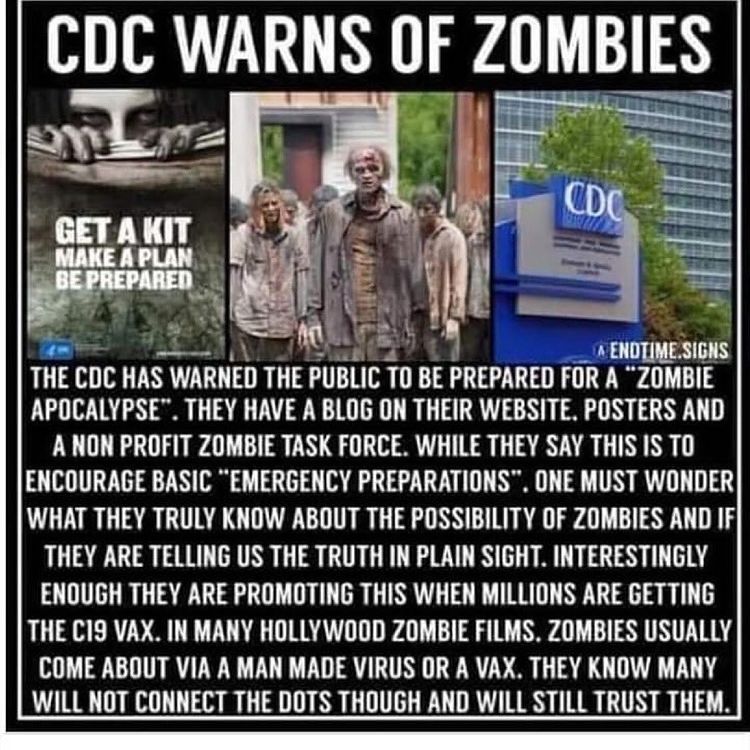 CDC WARNS OF ZOMBIES
GET A KIT
MAKE A PLAN
BE PREPARED
CDC
ENDTIME.SIGNS
THE CDC HAS WARNED THE PUBLIC TO BE PREPARED FOR A "ZOMBIE
APOCALYPSE". THEY HAVE A BLOG ON THEIR WEBSITE. POSTERS AND
A NON PROFIT ZOMBIE TASK FORCE. WHILE THEY SAY THIS IS TO
ENCOURAGE BASIC "EMERGENCY PREPARATIONS". ONE MUST WONDER
WHAT THEY TRULY KNOW ABOUT THE POSSIBILITY OF ZOMBIES AND IF
THEY ARE TELLING US THE TRUTH IN PLAIN SIGHT. INTERESTINGLY
ENOUGH THEY ARE PROMOTING THIS WHEN MILLIONS ARE GETTING
THE C19 VAX. IN MANY HOLLYWOOD ZOMBIE FILMS. ZOMBIES USUALLY
COME ABOUT VIA A MAN MADE VIRUS OR A VAX. THEY KNOW MANY
WILL NOT CONNECT THE DOTS THOUGH AND WILL STILL TRUST THEM.